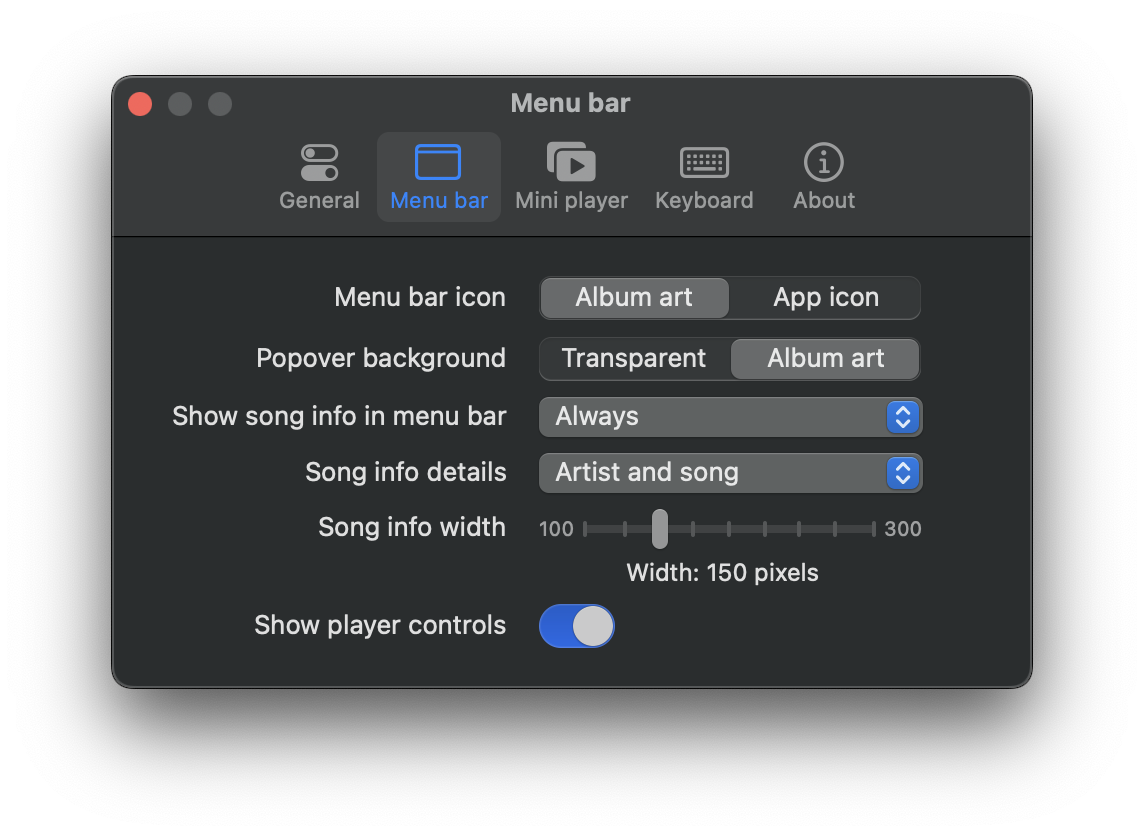 Menu bar
General Menu bar Mini player Keyboard About
Menu bar icon Album art App icon
Popover background Transparent Album art
Show song info in menu bar Always
Song info details Artist and song
Song info width 100 300
Width: 150 pixels
Show player controls